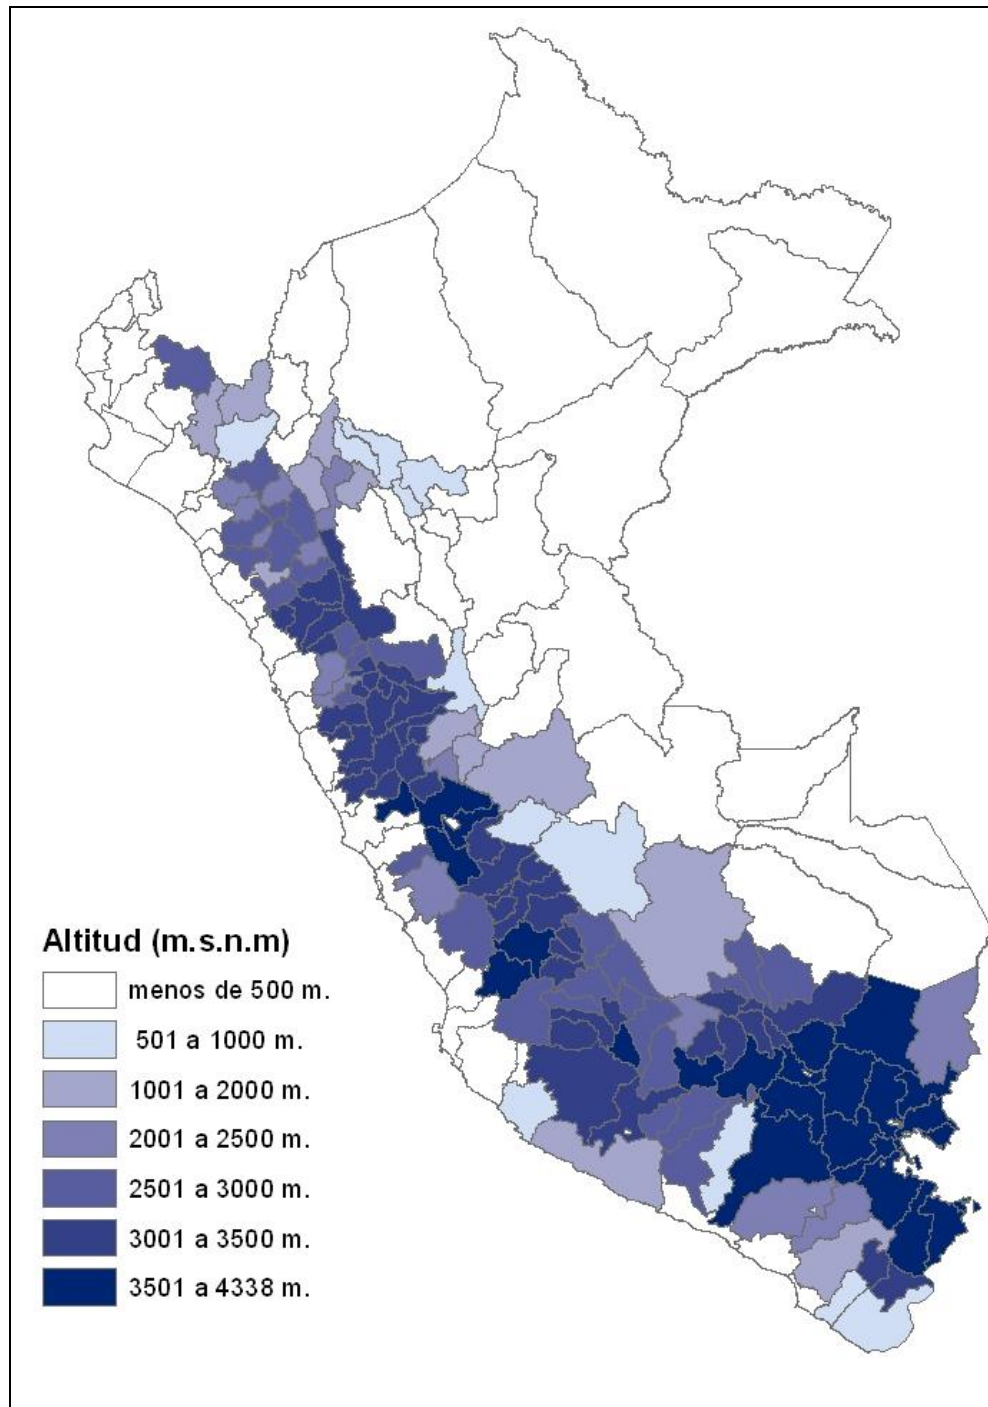 Altitud (m.s.n.m)
menos de 500 m.
501 a 1000 m.
1001 a 2000 m.
2001 a 2500 m.
2501 a 3000 m.
3001 a 3500 m.
3501 a 4338 m.